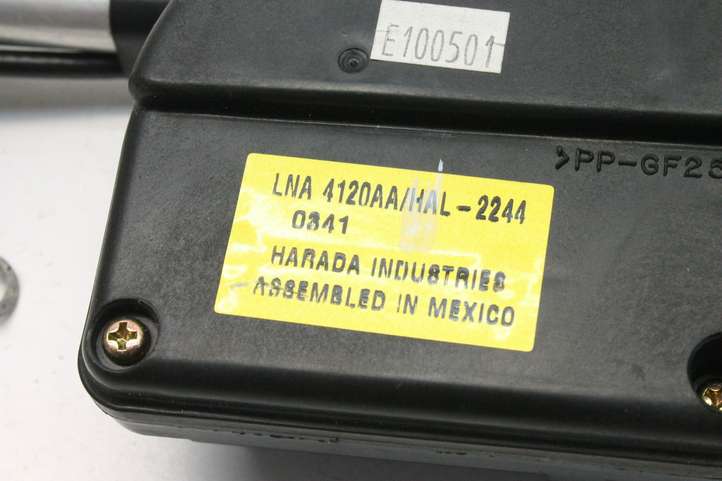 E100501
>PP-GF25
LNA 4120AA/HAL-2244
0341
HARADA INDUSTRIES
ASSEMBLED IN MEXICO